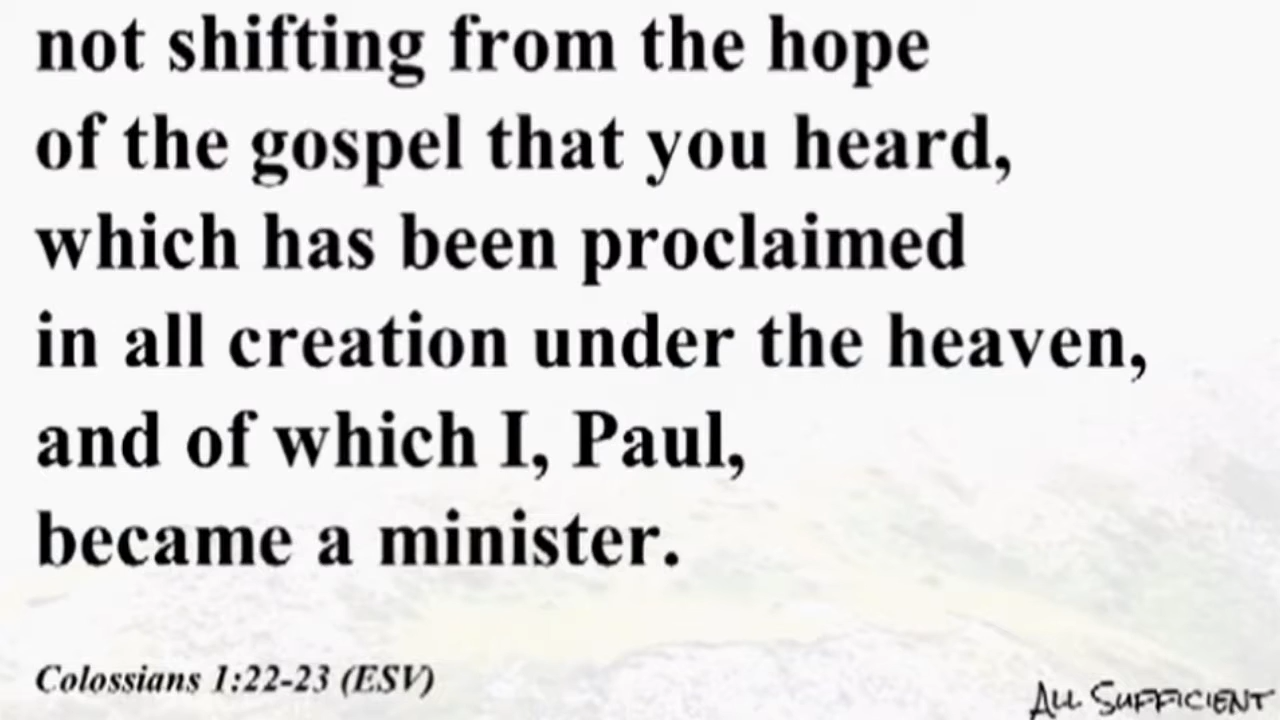 not shifting from the hope
of the gospel that you heard,
which has been proclaimed
in all creation under the heaven,
and of which I, Paul,
became a minister.
Colossians 1:22-23 (ESV)
ALL SUFFICIENT